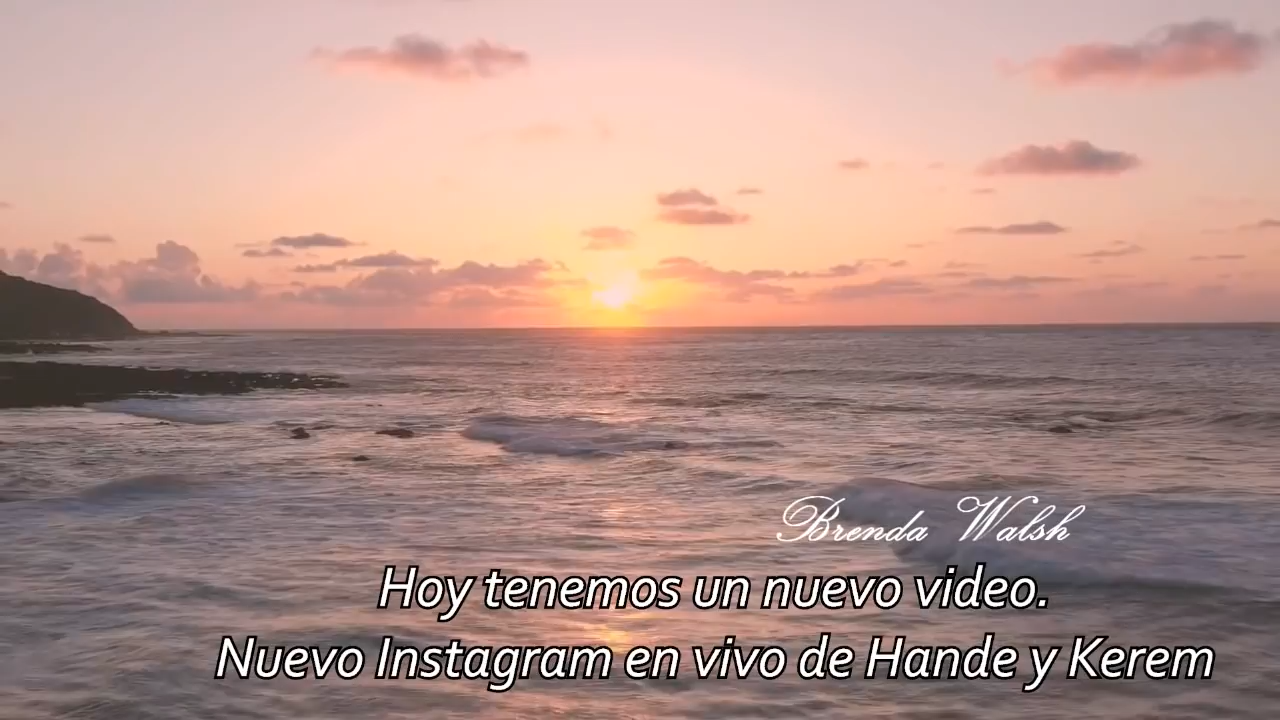 Brenda Walsh
Hoy tenemos un nuevo video.
Nuevo Instagram en vivo de Hande y Kerem